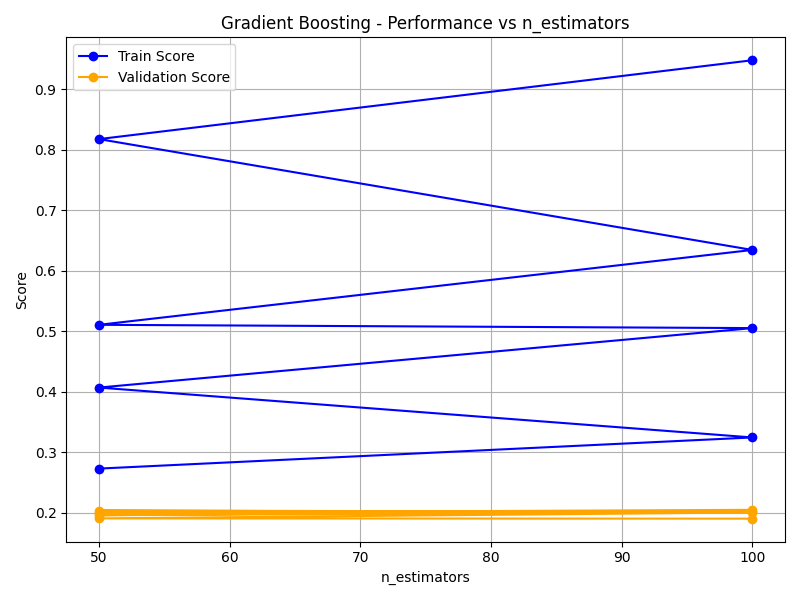 Gradient Boosting - Performance vs n_estimators
Train Score
Validation Score
Score
0.9
0.8
0.7
0.6
0.5
0.4
0.3
0.2
50 60 70 80 90 100
n_estimators